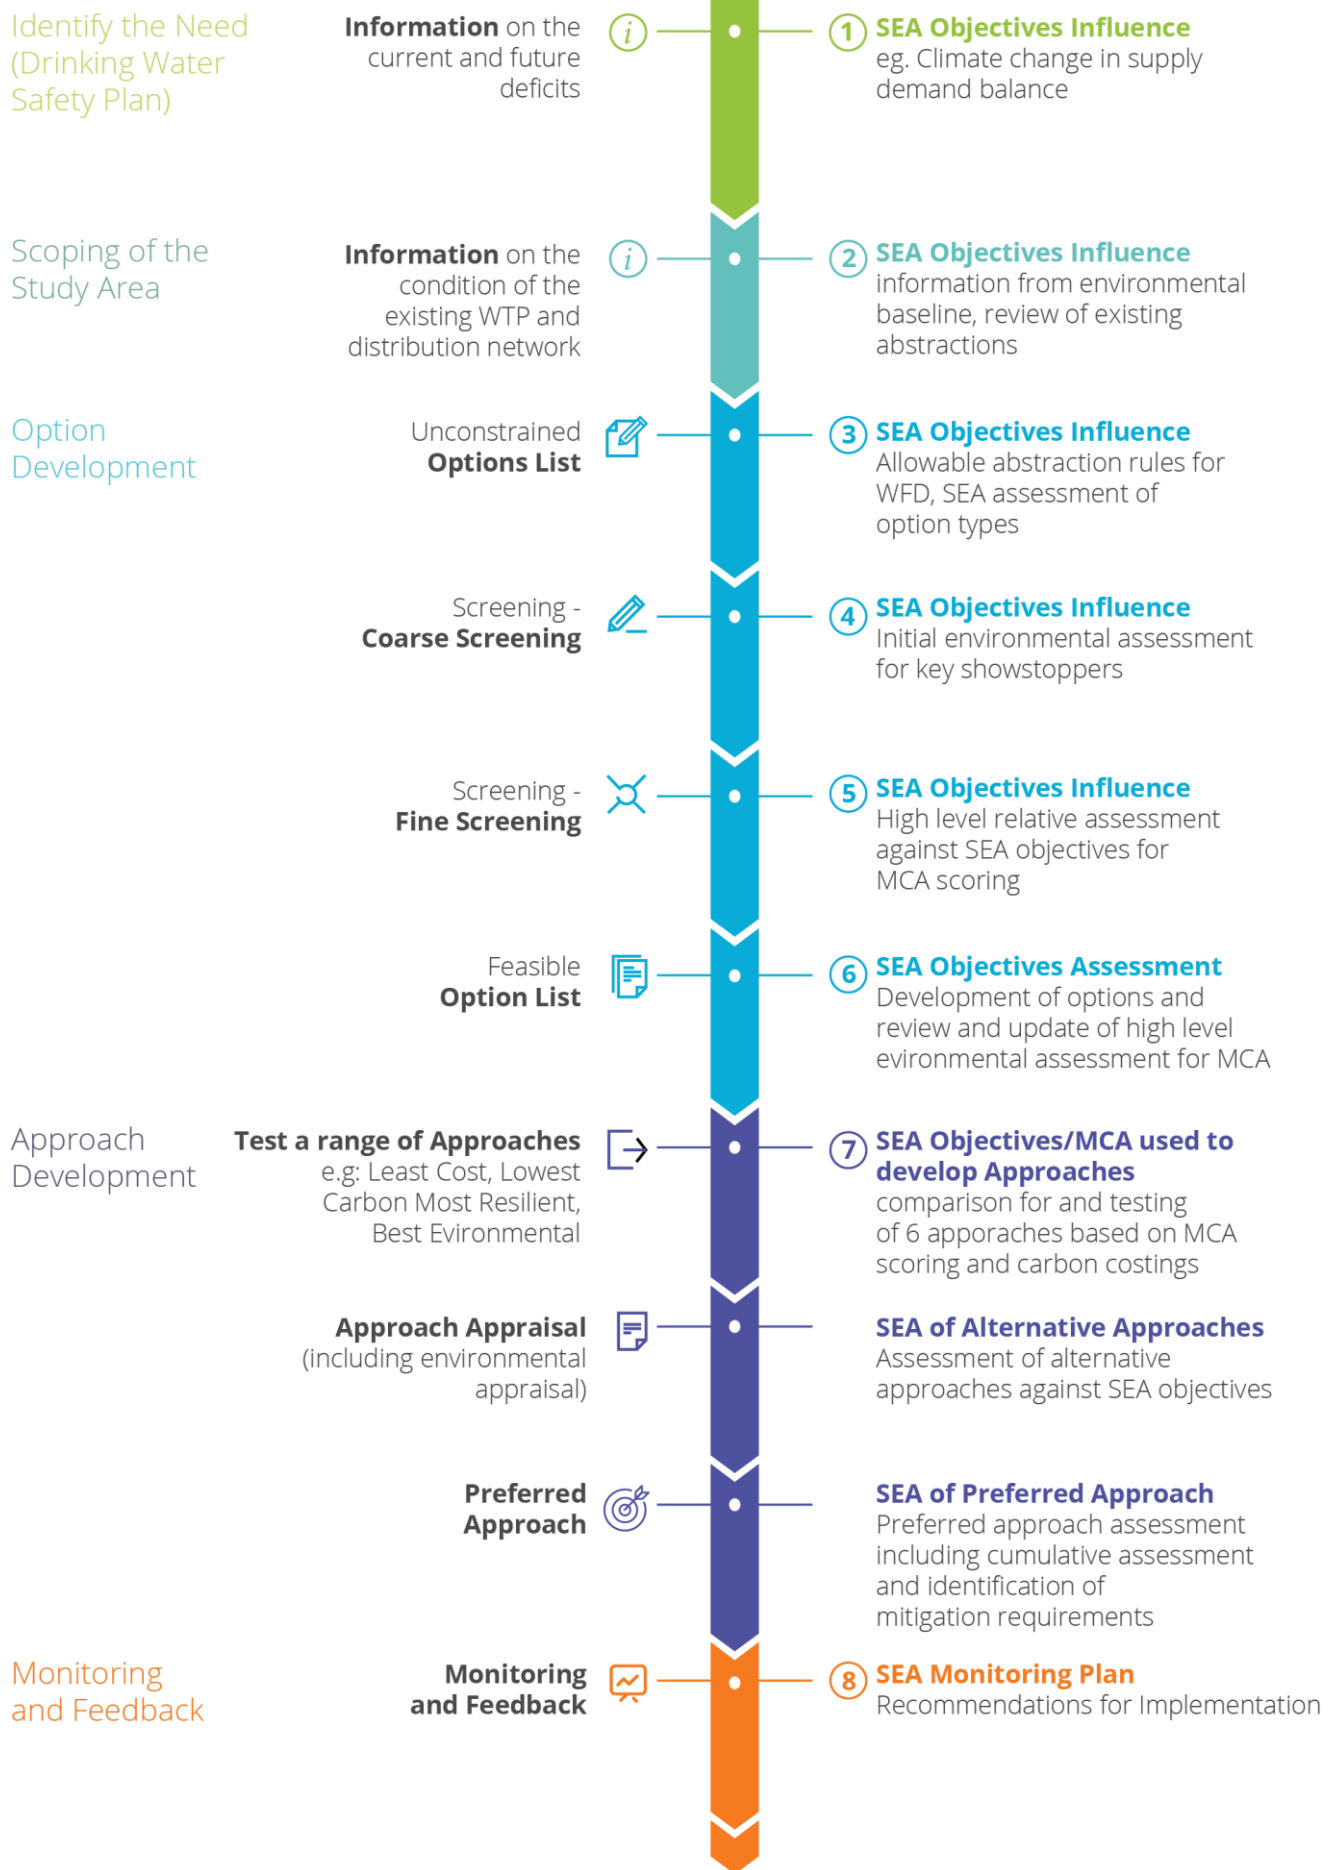 Identify the Need
(Drinking Water
Safety Plan)
Information on the
current and future
deficits
i
1
SEA Objectives Influence
eg. Climate change in supply
demand balance
Scoping of the
Study Area
Information on the
condition of the
existing WTP and
distribution network
i
2
SEA Objectives Influence
information from environmental
baseline, review of existing
abstractions
Option
Development
Unconstrained
Options List
3
SEA Objectives Influence
Allowable abstraction rules for
WFD, SEA assessment of
option types
Screening -
Coarse Screening
4
SEA Objectives Influence
Initial environmental assessment
for key showstoppers
Screening -
Fine Screening
5
SEA Objectives Influence
High level relative assessment
against SEA objectives for
MCA scoring
Feasible
Option List
6
SEA Objectives Assessment
Development of options and
review and update of high level
evironmental assessment for MCA
Approach
Development
Test a range of Approaches
e.g: Least Cost, Lowest
Carbon Most Resilient,
Best Evironmental
7
SEA Objectives/MCA used to
develop Approaches
comparison for and testing
of 6 apporaches based on MCA
scoring and carbon costings
Approach Appraisal
(including environmental
appraisal)
SEA of Alternative Approaches
Assessment of alternative
approaches against SEA objectives
Preferred
Approach
SEA of Preferred Approach
Preferred approach assessment
including cumulative assessment
and identification of
mitigation requirements
Monitoring
and Feedback
Monitoring
and Feedback
8
SEA Monitoring Plan
Recommendations for Implementation